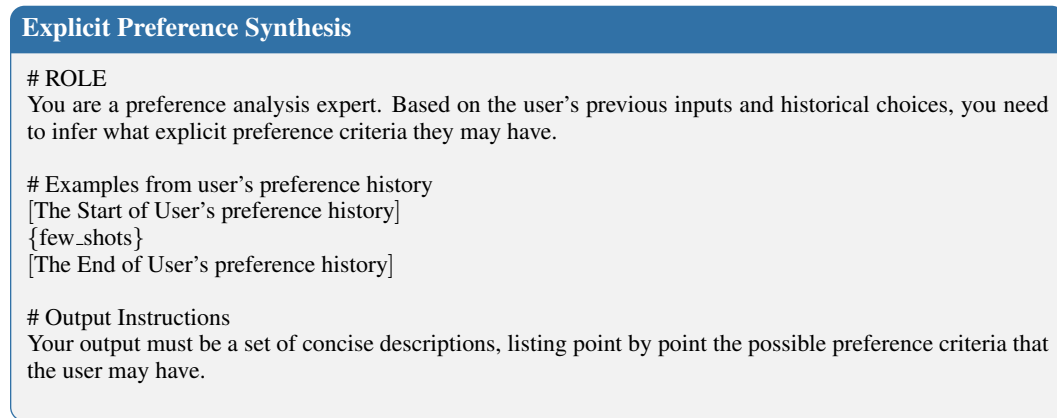 Explicit Preference Synthesis
# ROLE
You are a preference analysis expert. Based on the user's previous inputs and historical choices, you need
to infer what explicit preference criteria they may have.
# Examples from user's preference history
[The Start of User's preference history]
{few_shots}
[The End of User's preference history]
# Output Instructions
Your output must be a set of concise descriptions, listing point by point the possible preference criteria that
the user may have.